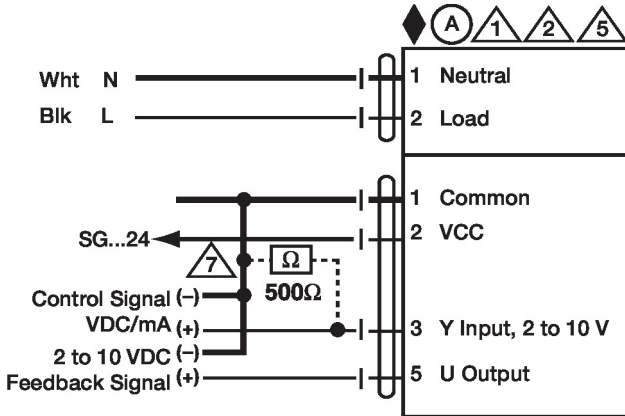 A 1 2 5
Wht N 1 Neutral
Blk L 2 Load
1 Common
SG...24 2 VCC
7 Ω
500Ω
Control Signal (-)
VDC/mA (+) 3 Y Input, 2 to 10 V
2 to 10 VDC (-)
Feedback Signal (+) 5 U Output